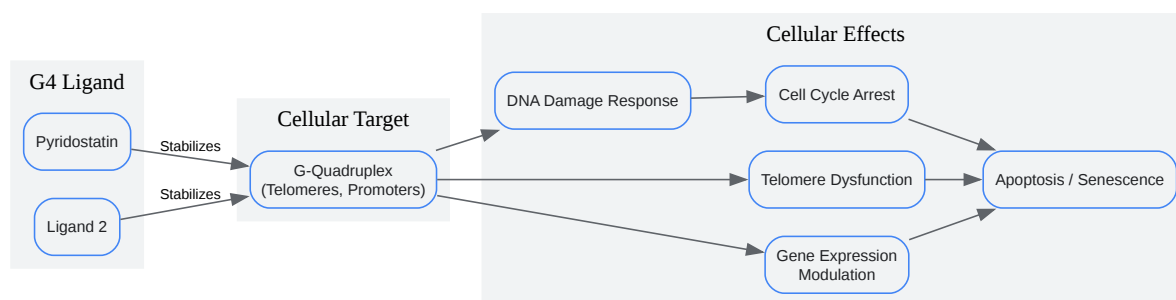 Cellular Effects
G4 Ligand
DNA Damage Response
Cell Cycle Arrest
Cellular Target
Pyridostatin
Stabilizes
G-Quadruplex
(Telomeres, Promoters)
Telomere Dysfunction
Apoptosis / Senescence
Stabilizes
Ligand 2
Gene Expression
Modulation